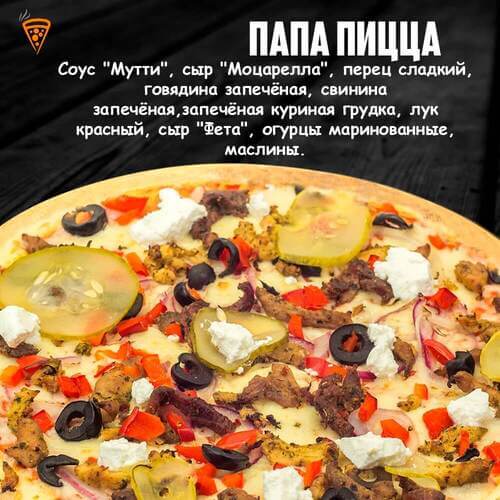 ПАПА ПИЦЦА
Соус "Мутти", сыр "Моцарелла", перец сладкий,
говядина запечёная, свинина
запечёная,запечёная куриная грудка, лук
красный, сыр "Фета", огурцы маринованные,
маслины.